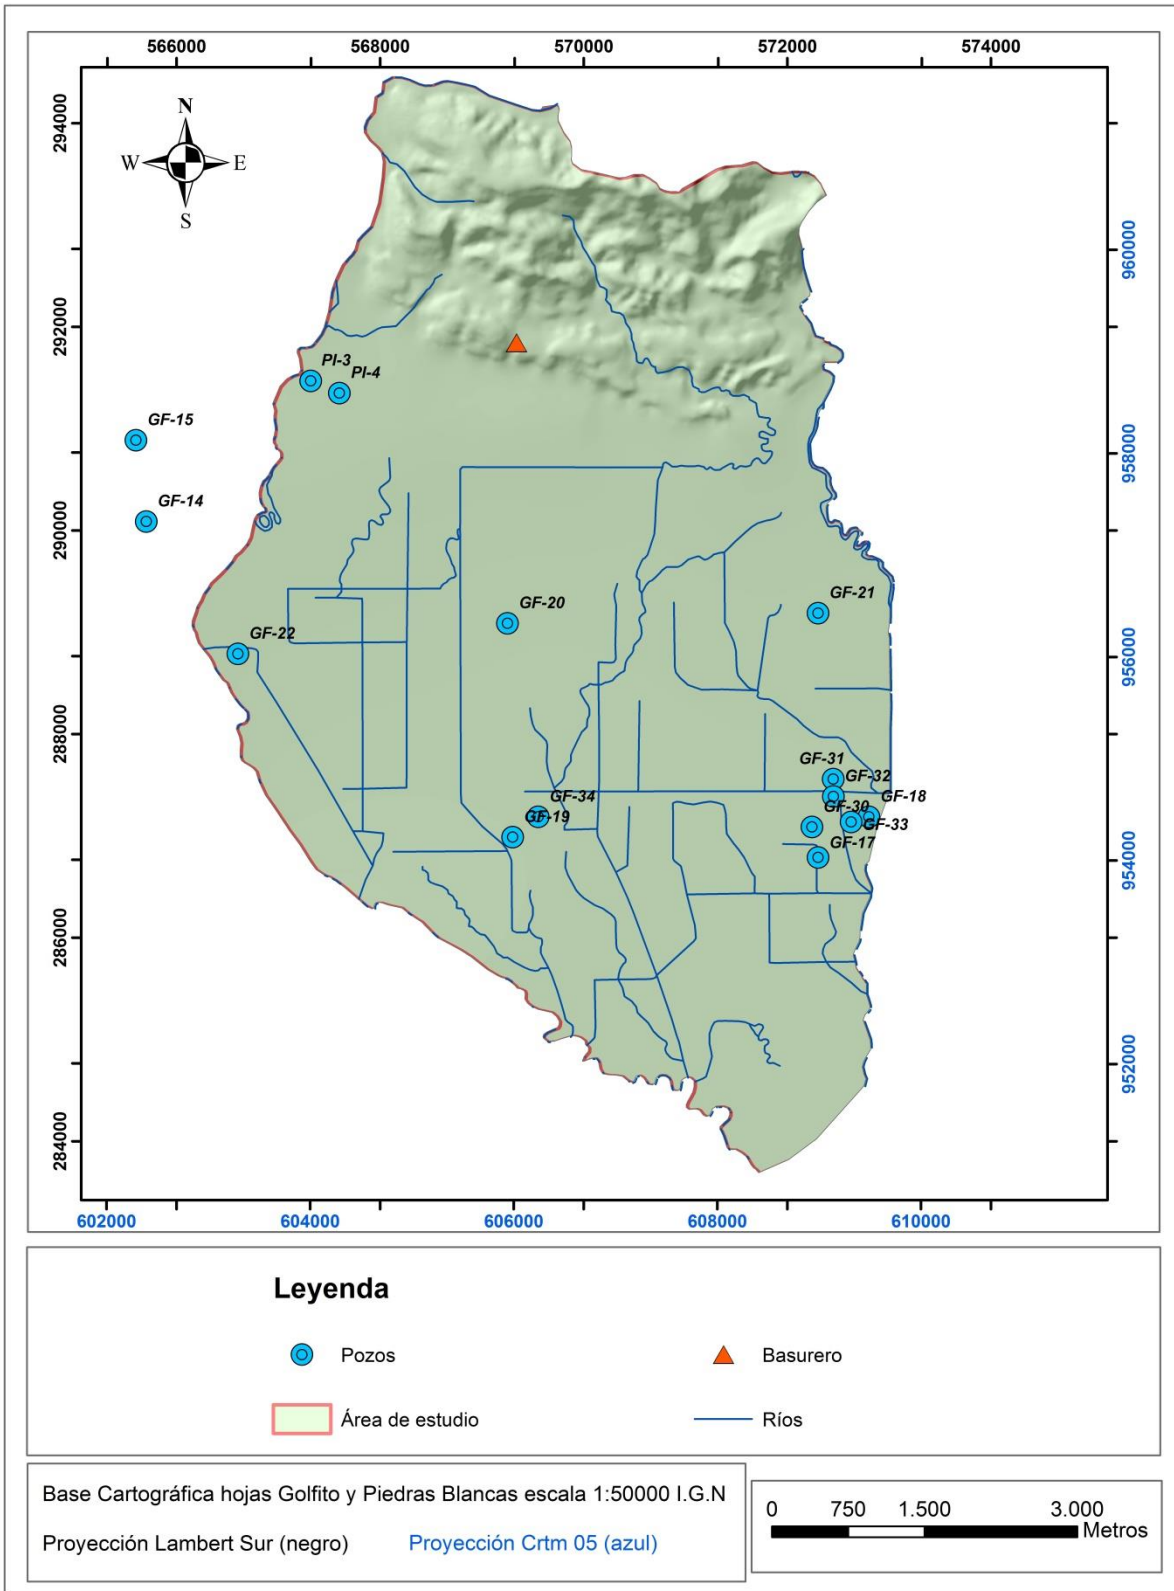 566000 568000 570000 572000 574000
294000
N
W E
S
960000
292000
PI-3
PI-4
GF-15
958000
GF-14
290000
GF-20
GF-21
GF-22
956000
288000
GF-31
GF-32
GF-34
GF-30
GF-18
GF-19
GF-33
GF-17
954000
286000
952000
284000
602000 604000 606000 608000 610000
Leyenda
Pozos
Basurero
Área de estudio
Ríos
Base Cartográfica hojas Golfito y Piedras Blancas escala 1:50000 I.G.N
Proyección Lambert Sur (negro) Proyección Crtm 05 (azul)
0 750 1.500 3.000
Metros